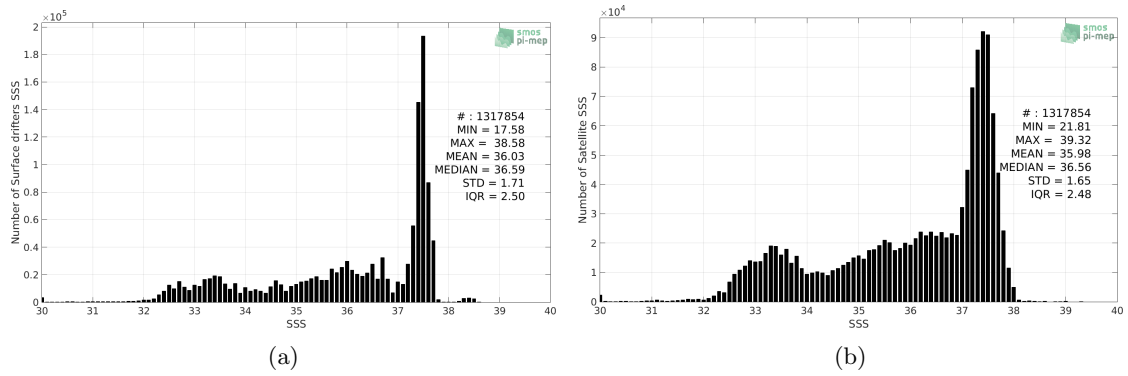 ×10⁵
2
1.8
1.6
1.4
1.2
1
0.8
0.6
0.4
0.2
0
30 31 32 33 34 35 36 37 38 39 40
SSS
Number of Surface drifters SSS
smos
pi-mep
# : 1317854
MIN = 17.58
MAX = 38.58
MEAN = 36.03
MEDIAN = 36.59
STD = 1.71
IQR = 2.50
(a)
×10⁴
9
8
7
6
5
4
3
2
1
0
30 31 32 33 34 35 36 37 38 39 40
SSS
Number of Satellite SSS
smos
pi-mep
# : 1317854
MIN = 21.81
MAX = 39.32
MEAN = 35.98
MEDIAN = 36.56
STD = 1.65
IQR = 2.48
(b)